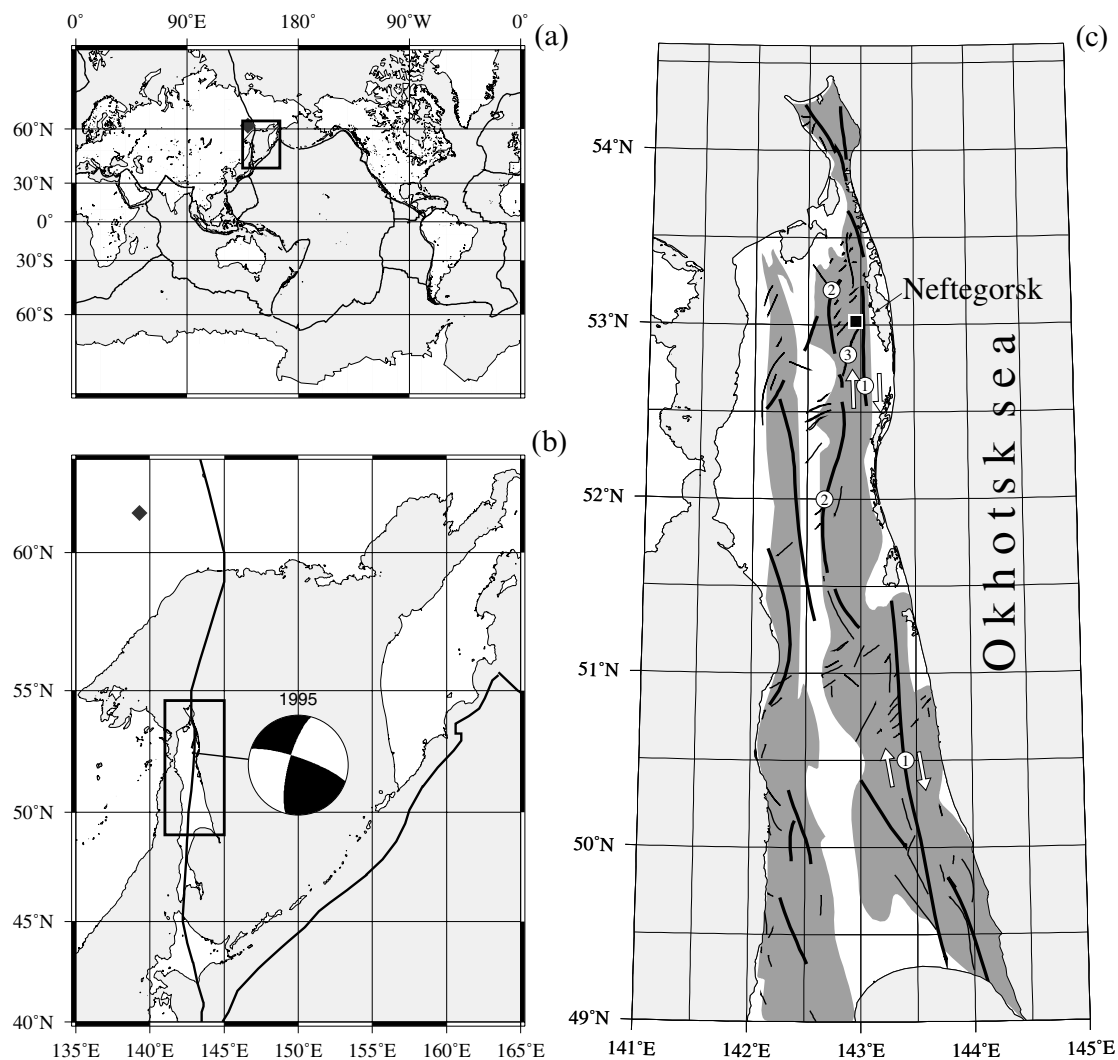 0° 90°E 180° 90°W 0°
(a)
60°N
30°N
0°
30°S
60°S
(b)
60°N
55°N
50°N
45°N
40°N
1995
135°E 140°E 145°E 150°E 155°E 160°E 165°E
(c)
54°N
53°N
52°N
51°N
50°N
49°N
Neftegorsk
2
3
1
2
1
Okhotsk sea
141°E 142°E 143°E 144°E 145°E